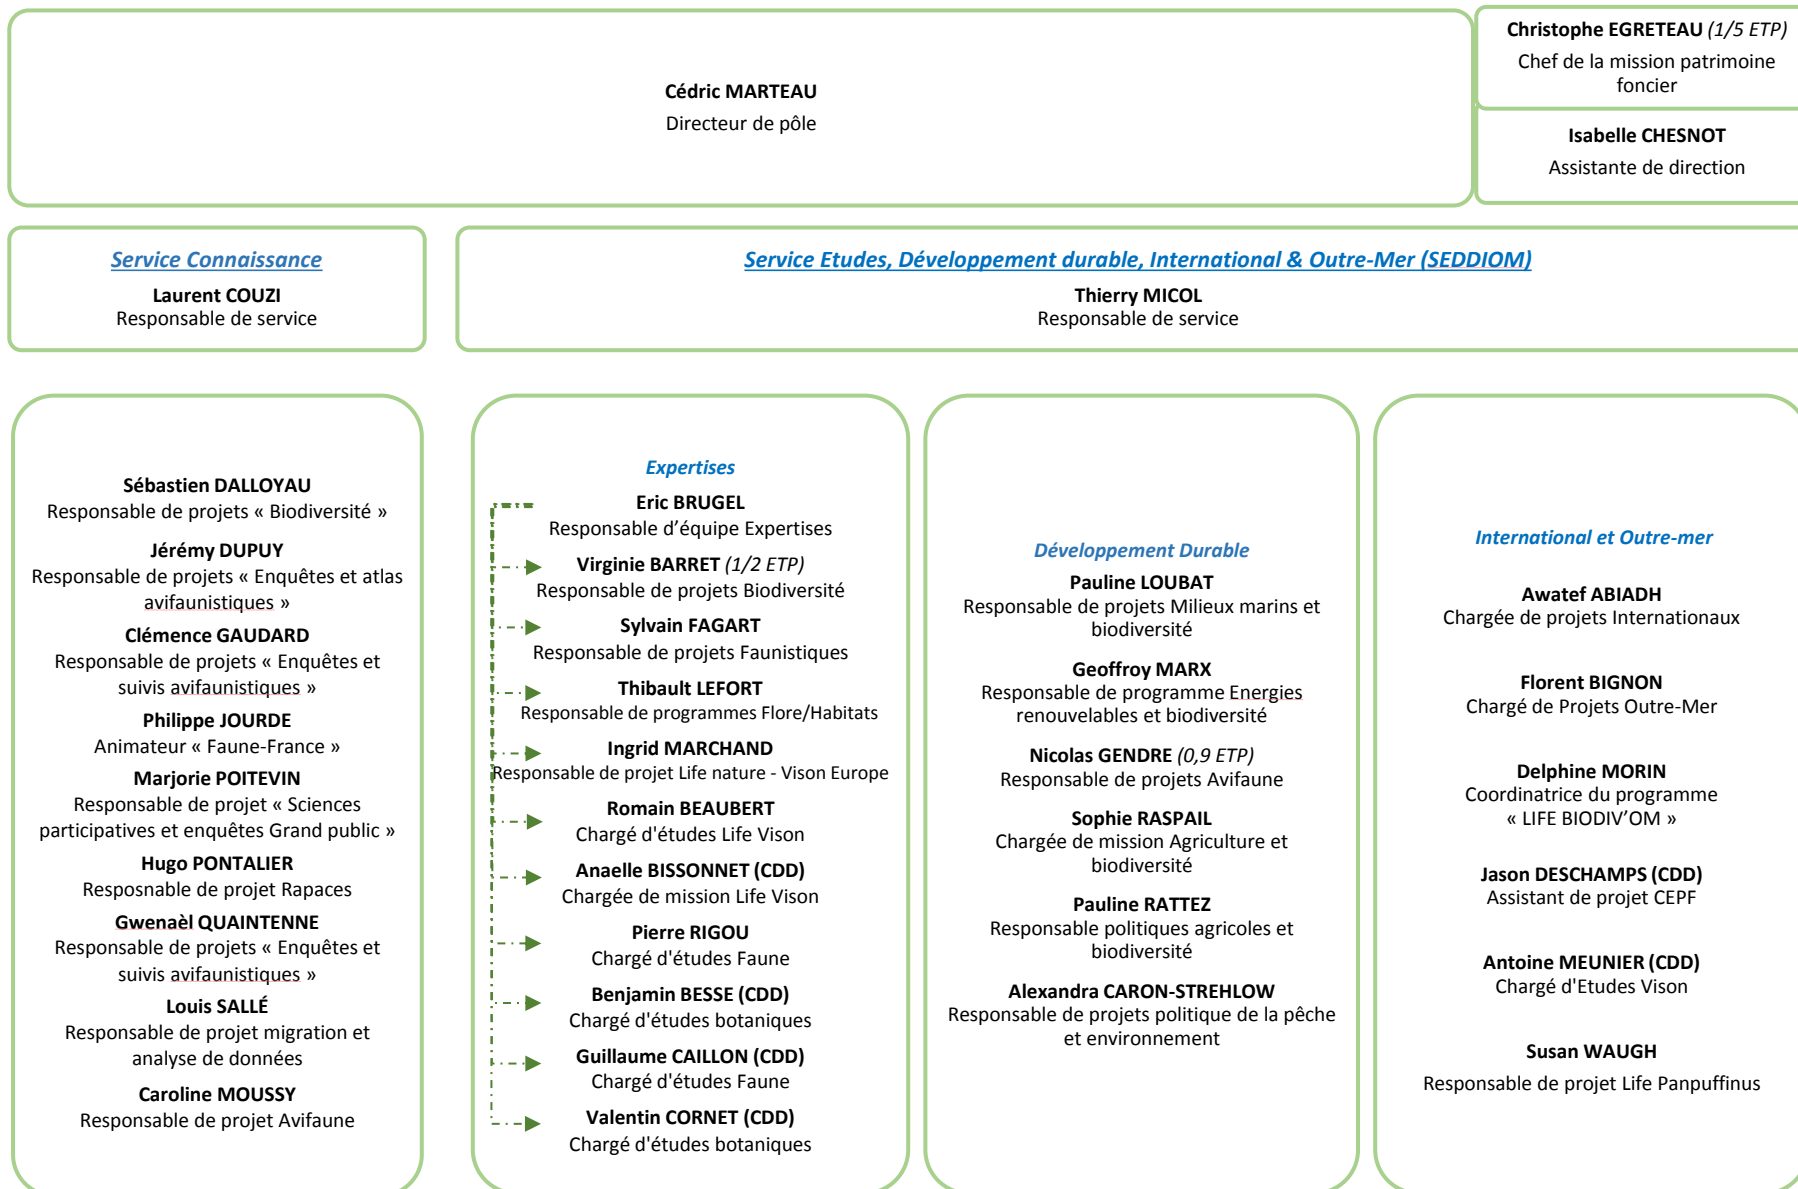 Cédric MARTEAU
Directeur de pôle
Christophe EGRETEAU (1/5 ETP)
Chef de la mission patrimoine
foncier
Isabelle CHESNOT
Assistante de direction
Service Connaissance
Laurent COUZI
Responsable de service
Service Etudes, Développement durable, International & Outre-Mer (SEDDIOM)
Thierry MICOL
Responsable de service
Sébastien DALLOYAU
Responsable de projets « Biodiversité »
Jérémy DUPUY
Responsable de projets « Enquêtes et atlas
avifaunistiques »
Clémence GAUDARD
Responsable de projets « Enquêtes et
suivis avifaunistiques »
Philippe JOURDE
Animateur « Faune-France »
Marjorie POITEVIN
Responsable de projet « Sciences
participatives et enquêtes Grand public »
Hugo PONTALIER
Resposnable de projet Rapaces
Gwenaèl QUAINTENNE
Responsable de projets « Enquêtes et
suivis avifaunistiques »
Louis SALLÉ
Responsable de projet migration et
analyse de données
Caroline MOUSSY
Responsable de projet Avifaune
Expertises
Eric BRUGEL
Responsable d’équipe Expertises
Virginie BARRET (1/2 ETP)
Responsable de projets Biodiversité
Sylvain FAGART
Responsable de projets Faunistiques
Thibault LEFORT
Responsable de programmes Flore/Habitats
Ingrid MARCHAND
Responsable de projet Life nature - Vison Europe
Romain BEAUBERT
Chargé d'études Life Vison
Anaelle BISSONNET (CDD)
Chargée de mission Life Vison
Pierre RIGOU
Chargé d'études Faune
Benjamin BESSE (CDD)
Chargé d'études botaniques
Guillaume CAILLON (CDD)
Chargé d'études Faune
Valentin CORNET (CDD)
Chargé d'études botaniques
Développement Durable
Pauline LOUBAT
Responsable de projets Milieux marins et
biodiversité
Geoffroy MARX
Responsable de programme Energies
renouvelables et biodiversité
Nicolas GENDRE (0,9 ETP)
Responsable de projets Avifaune
Sophie RASPAIL
Chargée de mission Agriculture et
biodiversité
Pauline RATTEZ
Responsable politiques agricoles et
biodiversité
Alexandra CARON-STREHLOW
Responsable de projets politique de la pêche
et environnement
International et Outre-mer
Awatef ABIADH
Chargée de projets Internationaux
Florent BIGNON
Chargé de Projets Outre-Mer
Delphine MORIN
Coordinatrice du programme
« LIFE BIODIV’OM »
Jason DESCHAMPS (CDD)
Assistant de projet CEPF
Antoine MEUNIER (CDD)
Chargé d'Etudes Vison
Susan WAUGH
Responsable de projet Life Panpuffinus